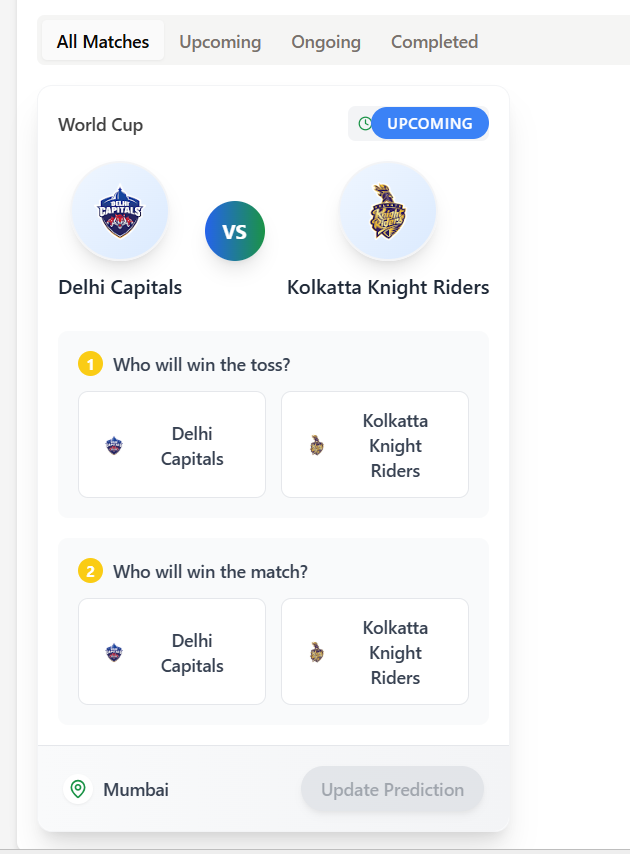 All Matches Upcoming Ongoing Completed
World Cup UPCOMING
DELHI
CAPITALS
Knight
Riders
VS
Delhi Capitals Kolkatta Knight Riders
1 Who will win the toss?
Delhi
Capitals
Kolkatta
Knight
Riders
2 Who will win the match?
Delhi
Capitals
Kolkatta
Knight
Riders
Mumbai Update Prediction